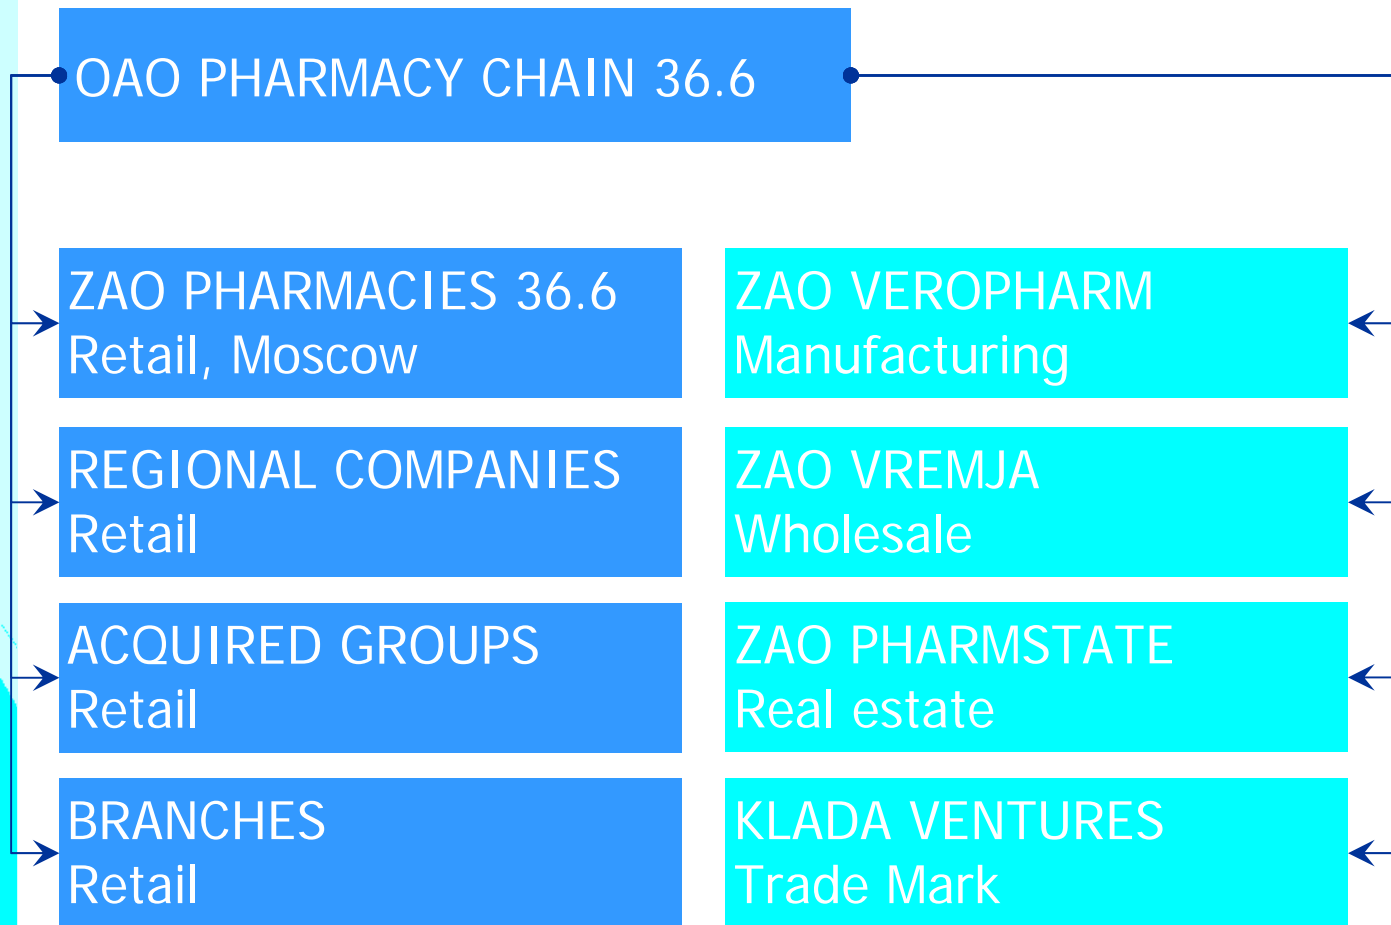 OAO PHARMACY CHAIN 36.6
ZAO PHARMACIES 36.6
Retail, Moscow
REGIONAL COMPANIES
Retail
ACQUIRED GROUPS
Retail
BRANCHES
Retail
ZAO VEROPHARM
Manufacturing
ZAO VREMJA
Wholesale
ZAO PHARMSTATE
Real estate
KLADA VENTURES
Trade Mark